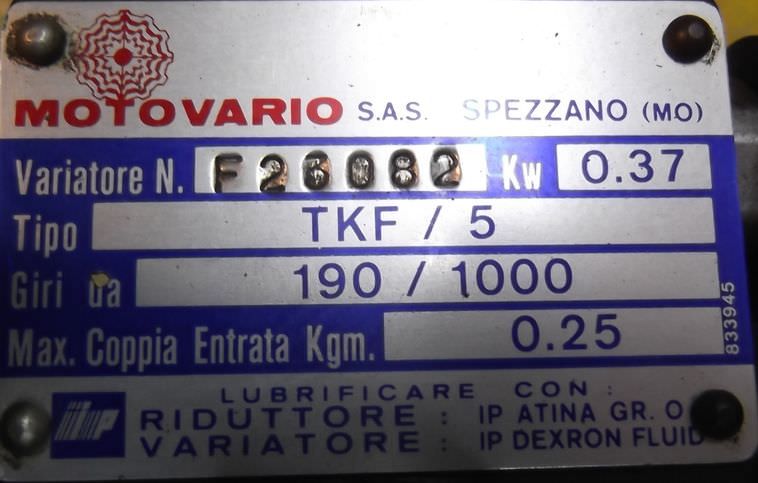 MOTOVARIO S.A.S. SPEZZANO (MO)
Variatore N. F23082 Kw 0.37
Tipo TKF / 5
Giri da 190 / 1000
Max. Coppia Entrata Kgm. 0.25
833945
LUBRIFICARE CON :
RIDUTTORE : IP ATINA GR. O
VARIATORE : IP DEXRON FLUID